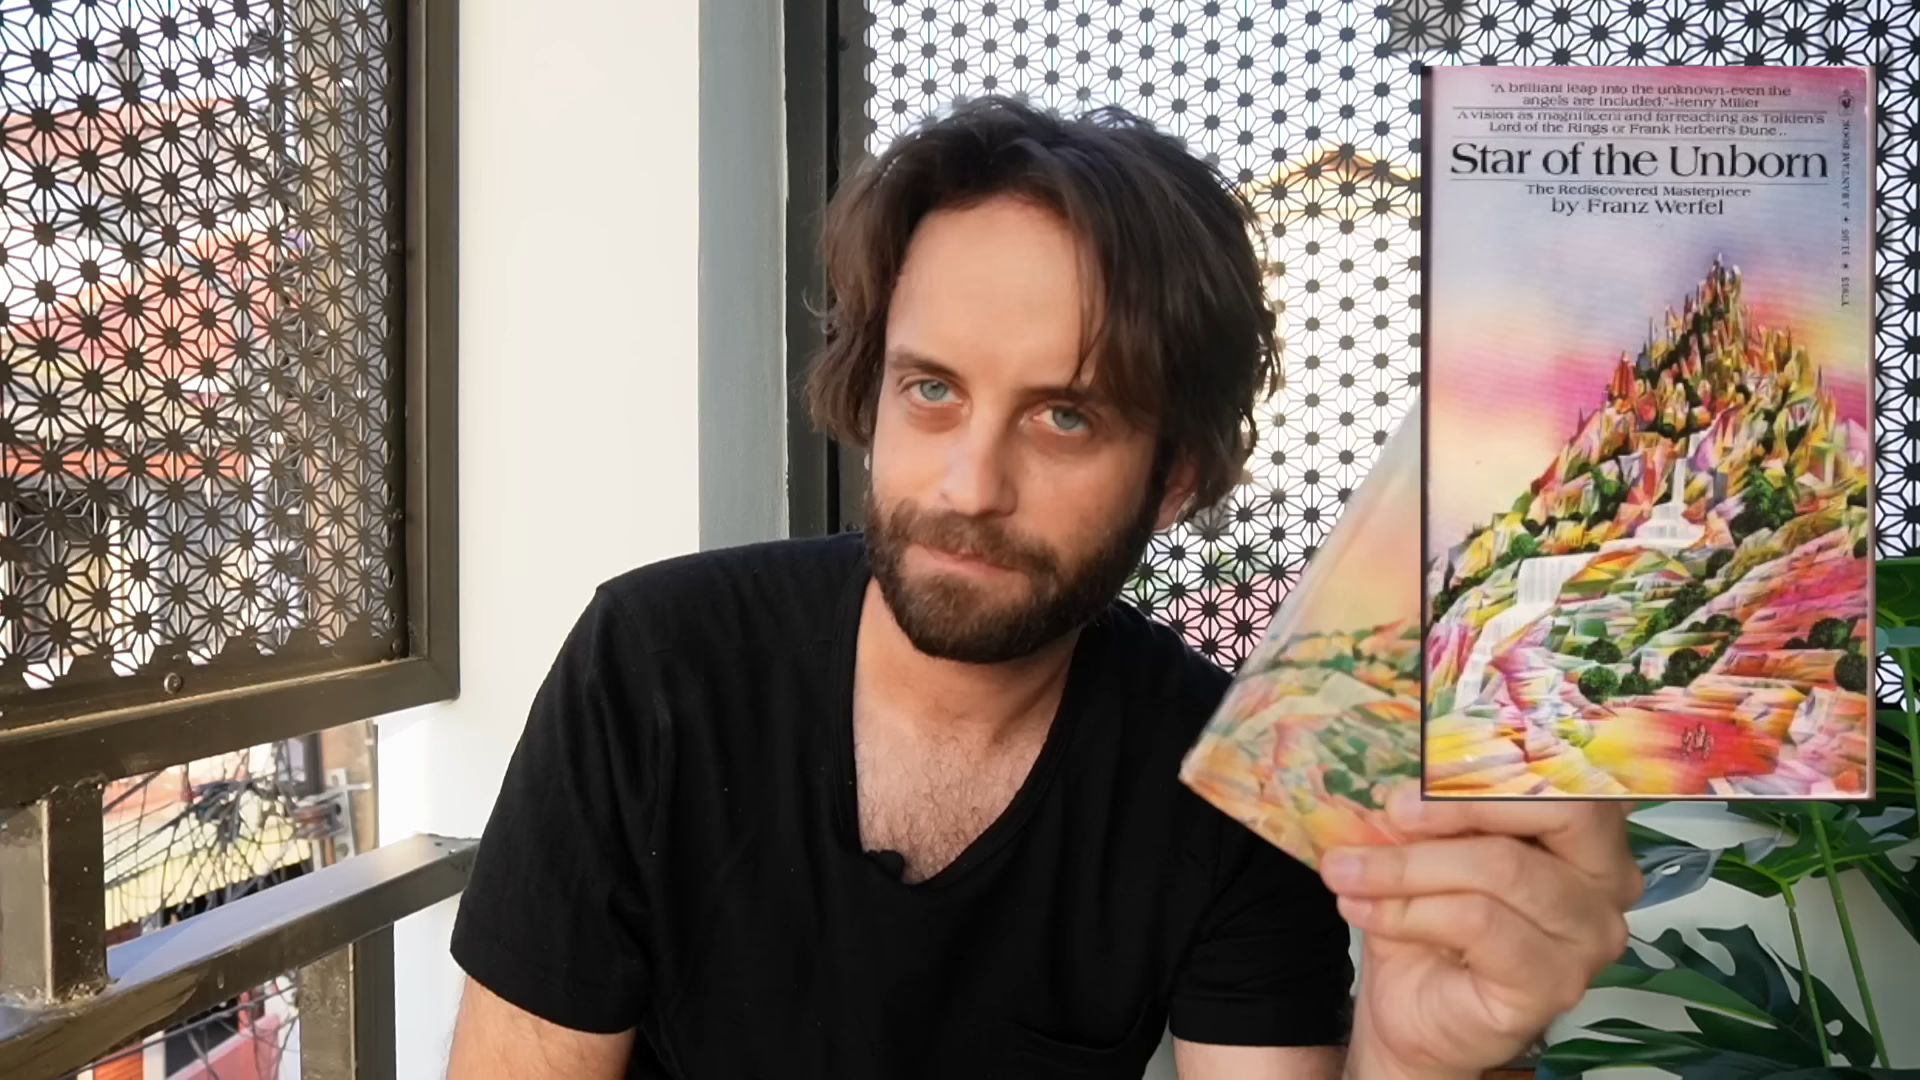 "A brilliant leap into the unknown-even the
angels are included."-Henry Miller
A vision as magnificent and farreaching as Tolkien's
Lord of the Rings or Frank Herbert's Dune..
Star of the Unborn
The Rediscovered Masterpiece
by Franz Werfel
A BANTAM BOOK